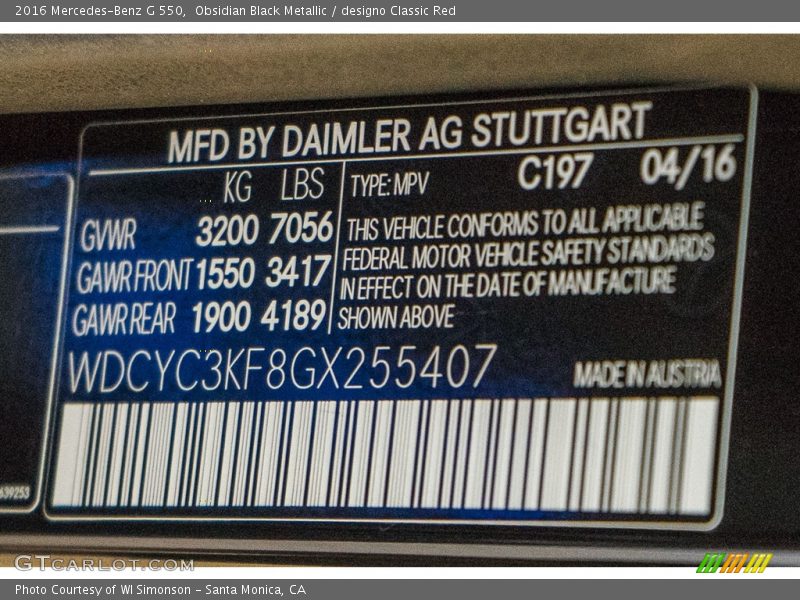 2016 Mercedes-Benz G 550,  Obsidian Black Metallic / designo Classic Red
MFD BY DAIMLER AG STUTTGART
KG LBS TYPE: MPV C197 04/16
GVWR 3200 7056 THIS VEHICLE CONFORMS TO ALL APPLICABLE
GAWR FRONT 1550 3417 FEDERAL MOTOR VEHICLE SAFETY STANDARDS
IN EFFECT ON THE DATE OF MANUFACTURE
GAWR REAR 1900 4189 SHOWN ABOVE
WDCYC3KF8GX255407 MADE IN AUSTRIA
GTCARLOT.COM
Photo Courtesy of WI Simonson - Santa Monica, CA